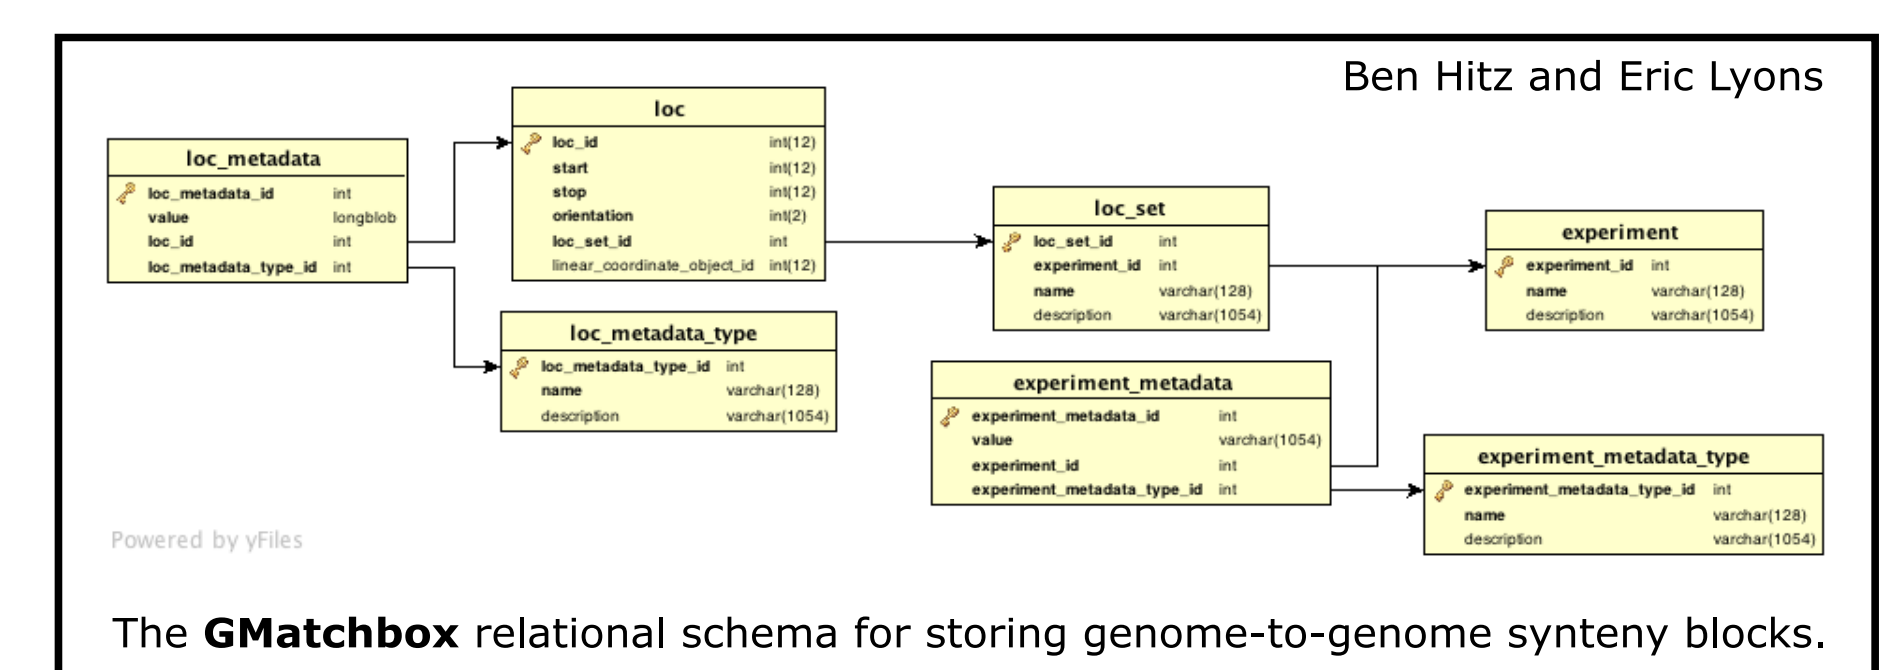 Ben Hitz and Eric Lyons
loc_metadata
loc_metadata_id int
value longblob
loc_id int
loc_metadata_type_id int
loc
loc_id int(12)
start int(12)
stop int(12)
orientation int(2)
loc_set_id int
linear_coordinate_object_id int(12)
loc_metadata_type
loc_metadata_type_id int
name varchar(128)
description varchar(1054)
loc_set
loc_set_id int
experiment_id int
name varchar(128)
description varchar(1054)
experiment
experiment_id int
name varchar(128)
description varchar(1054)
experiment_metadata
experiment_metadata_id int
value varchar(1054)
experiment_id int
experiment_metadata_type_id int
experiment_metadata_type
experiment_metadata_type_id int
name varchar(128)
description varchar(1054)
Powered by yFiles
The GMatchbox relational schema for storing genome-to-genome synteny blocks.